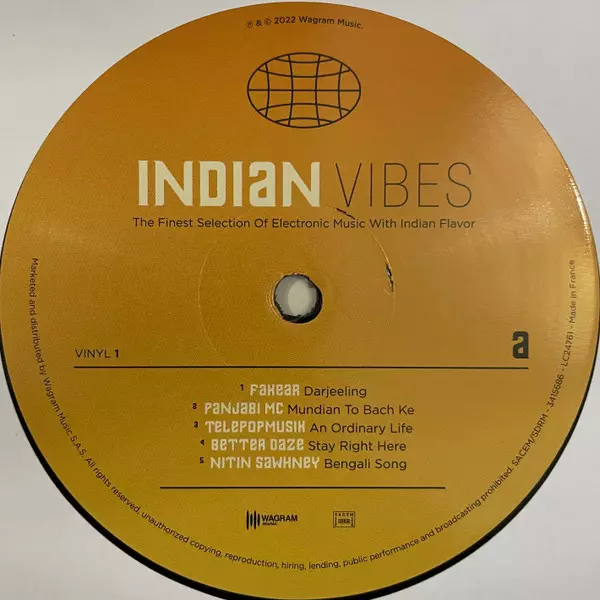 ℗ & © 2022 Wagram Music.
INDIAN VIBES
The Finest Selection Of Electronic Music With Indian Flavor
VINYL 1
a
1 FAKEAR Darjeeling
2 PANJABI MC Mundian To Bach Ke
3 TELEPOPMUSIK An Ordinary Life
4 BETTER DAZE Stay Right Here
5 NITIN SAWHNEY Bengali Song
WAGRAM MUSIC
SACEM
Marketed and distributed by Wagram Music S.A.S. All rights reserved, unauthorized copying, reproduction, hiring, lending, public performance and broadcasting prohibited. SACEM/SDRM - 3415686 - LC24761 - Made in France